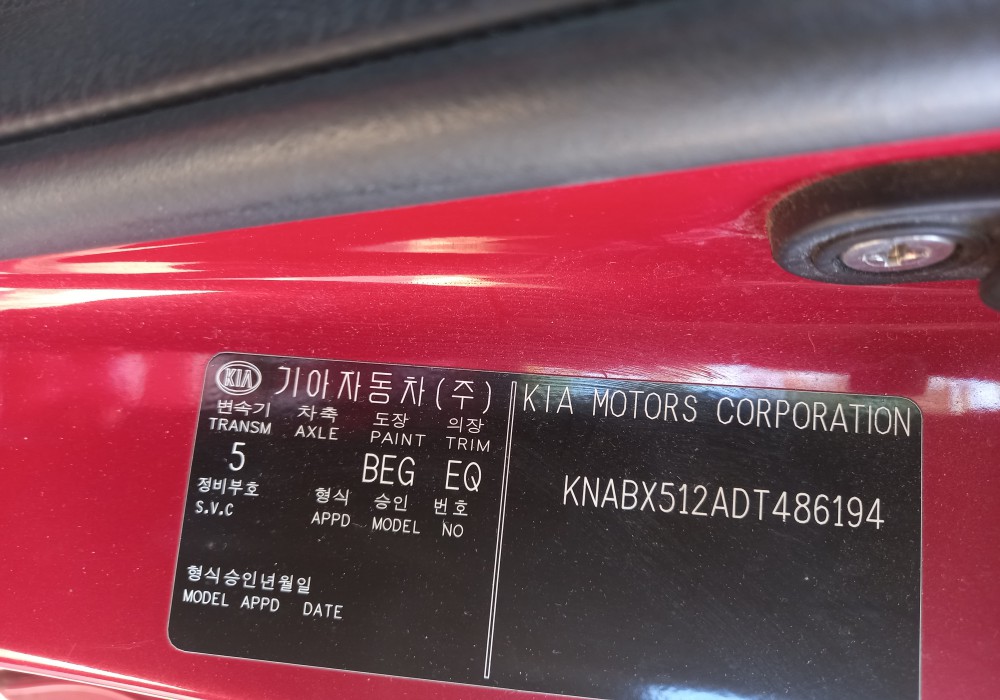 KIA 기아자동차(주)
변속기 차축 도장 의장
TRANSM AXLE PAINT TRIM
5 BEG EQ
정비부호 형식 승인 번호
S.V.C APPD MODEL NO
형식승인년월일
MODEL APPD DATE
KIA MOTORS CORPORATION
KNABX512ADT486194